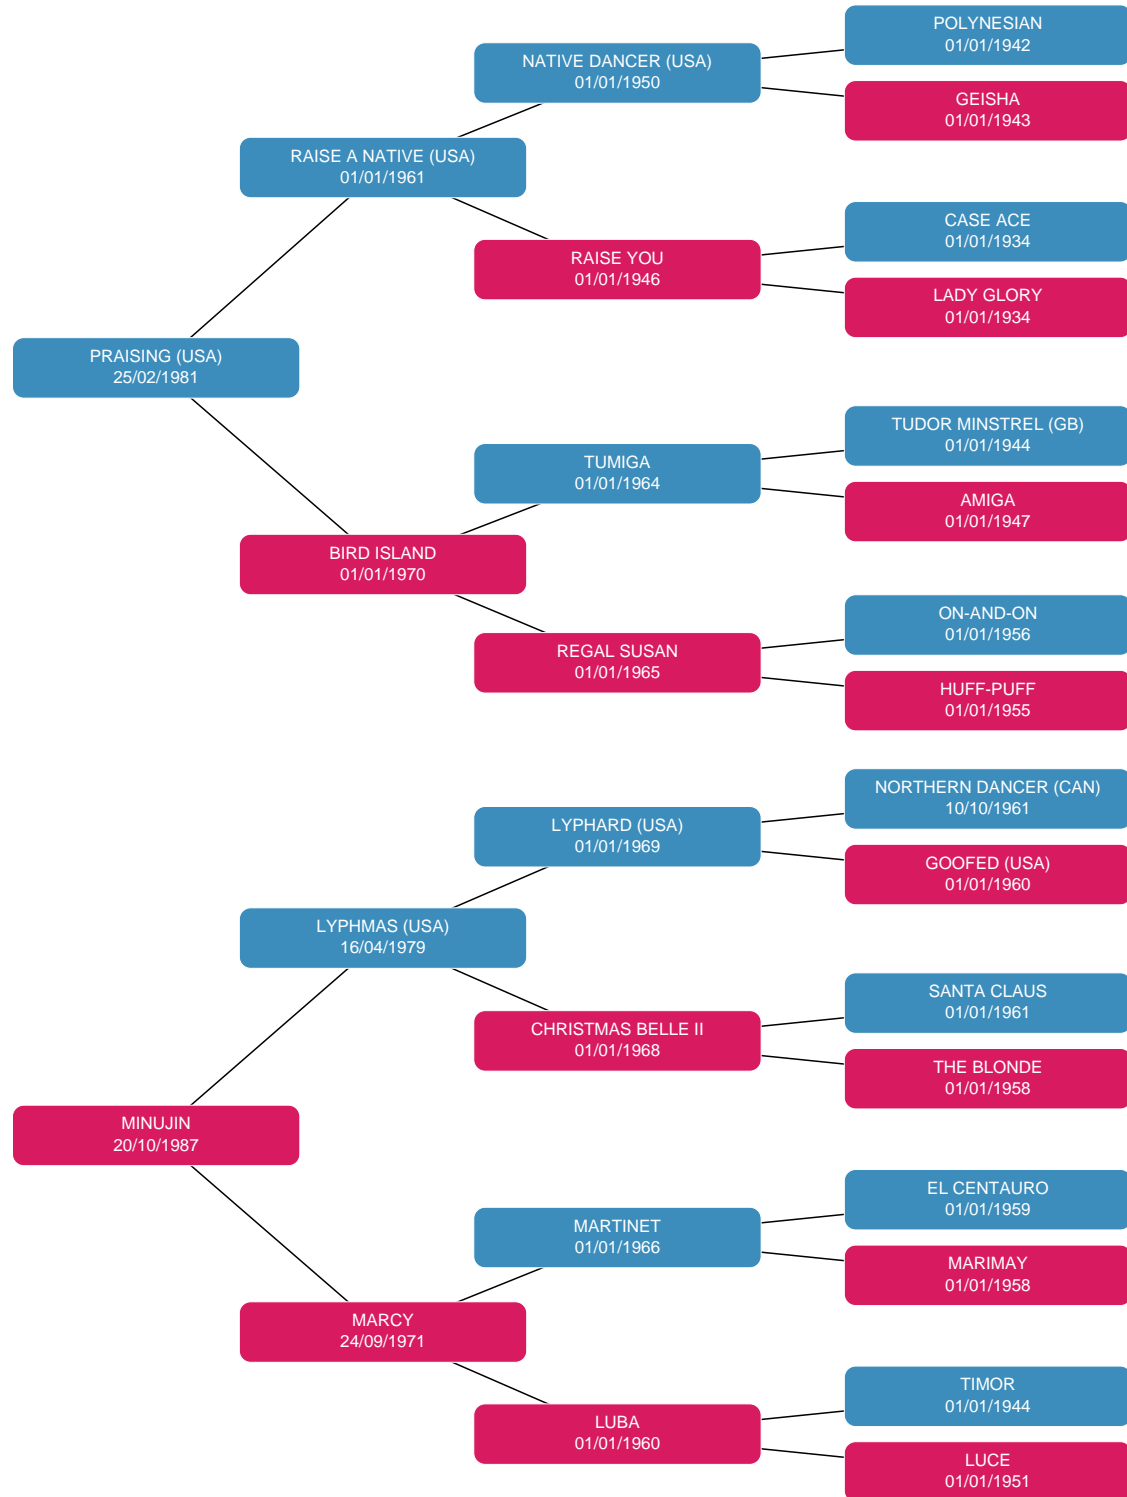 POLYNESIAN
01/01/1942
NATIVE DANCER (USA)
01/01/1950
GEISHA
01/01/1943
RAISE A NATIVE (USA)
01/01/1961
CASE ACE
01/01/1934
RAISE YOU
01/01/1946
LADY GLORY
01/01/1934
PRAISING (USA)
25/02/1981
TUDOR MINSTREL (GB)
01/01/1944
TUMIGA
01/01/1964
AMIGA
01/01/1947
BIRD ISLAND
01/01/1970
ON-AND-ON
01/01/1956
REGAL SUSAN
01/01/1965
HUFF-PUFF
01/01/1955
NORTHERN DANCER (CAN)
10/10/1961
LYPHARD (USA)
01/01/1969
GOOFED (USA)
01/01/1960
LYPHMAS (USA)
16/04/1979
SANTA CLAUS
01/01/1961
CHRISTMAS BELLE II
01/01/1968
THE BLONDE
01/01/1958
MINUJIN
20/10/1987
EL CENTAURO
01/01/1959
MARTINET
01/01/1966
MARIMAY
01/01/1958
MARCY
24/09/1971
TIMOR
01/01/1944
LUBA
01/01/1960
LUCE
01/01/1951